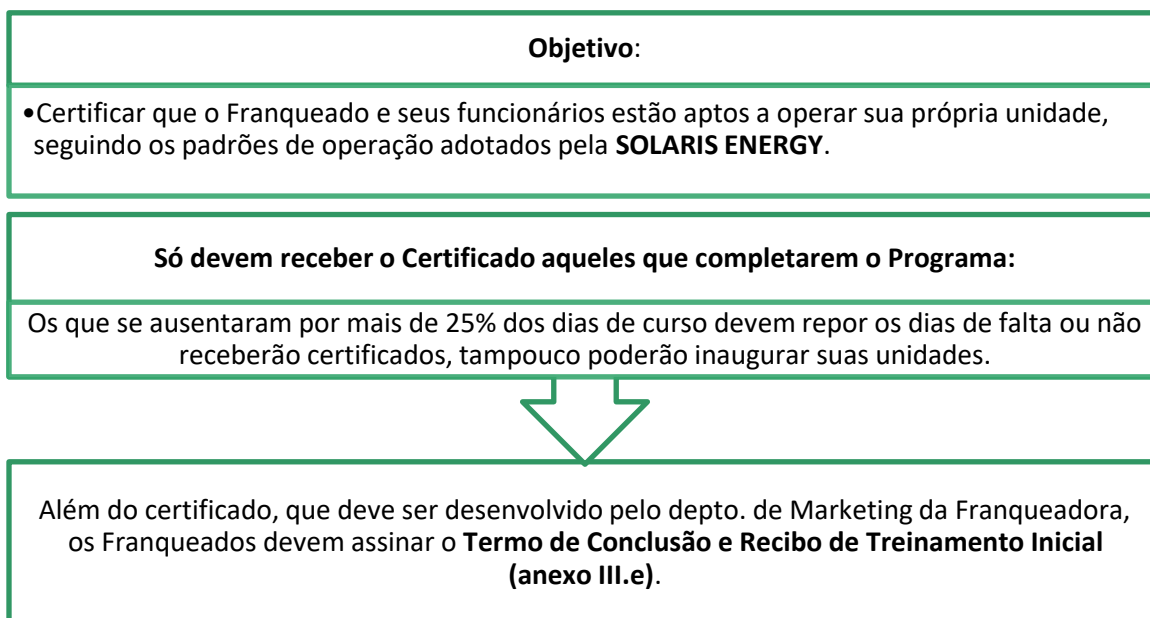 Objetivo:
•Certificar que o Franqueado e seus funcionários estão aptos a operar sua própria unidade,
seguindo os padrões de operação adotados pela SOLARIS ENERGY.
Só devem receber o Certificado aqueles que completarem o Programa:
Os que se ausentaram por mais de 25% dos dias de curso devem repor os dias de falta ou não
receberão certificados, tampouco poderão inaugurar suas unidades.
Além do certificado, que deve ser desenvolvido pelo depto. de Marketing da Franqueadora,
os Franqueados devem assinar o Termo de Conclusão e Recibo de Treinamento Inicial
(anexo III.e).